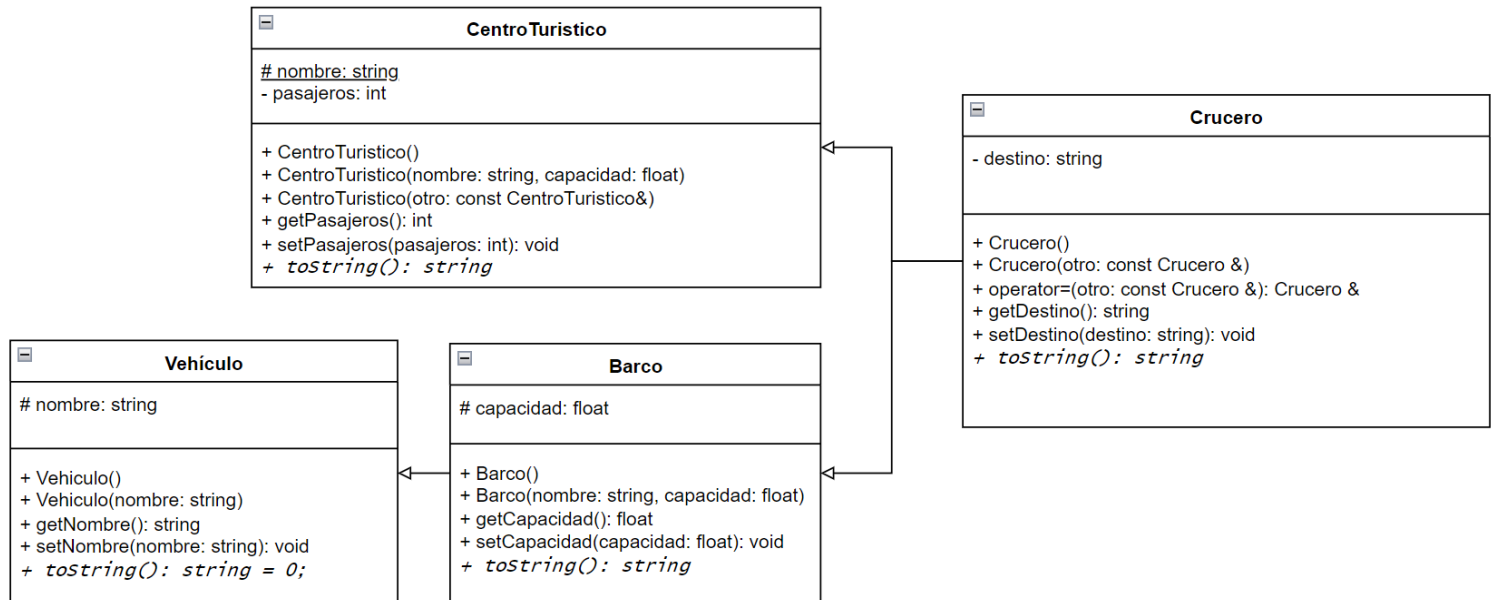 CentroTuristico
# nombre: string
- pasajeros: int
+ CentroTuristico()
+ CentroTuristico(nombre: string, capacidad: float)
+ CentroTuristico(otro: const CentroTuristico&)
+ getPasajeros(): int
+ setPasajeros(pasajeros: int): void
+ toString(): string
Crucero
- destino: string
+ Crucero()
+ Crucero(otro: const Crucero &)
+ operator=(otro: const Crucero &): Crucero &
+ getDestino(): string
+ setDestino(destino: string): void
+ toString(): string
Vehículo
# nombre: string
+ Vehiculo()
+ Vehiculo(nombre: string)
+ getNombre(): string
+ setNombre(nombre: string): void
+ toString(): string = 0;
Barco
# capacidad: float
+ Barco()
+ Barco(nombre: string, capacidad: float)
+ getCapacidad(): float
+ setCapacidad(capacidad: float): void
+ toString(): string